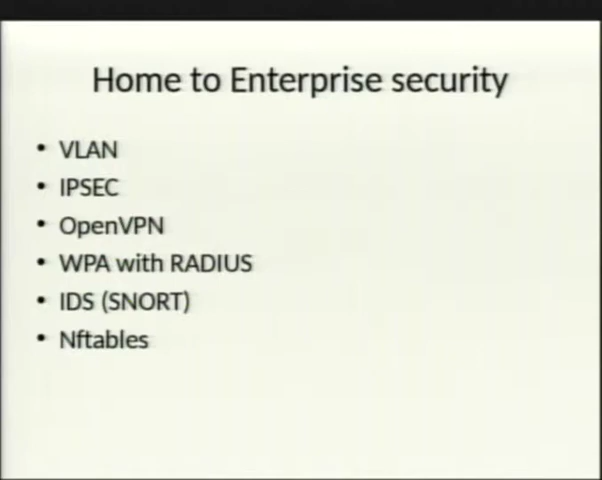 Home to Enterprise security
• VLAN
• IPSEC
• OpenVPN
• WPA with RADIUS
• IDS (SNORT)
• Nftables